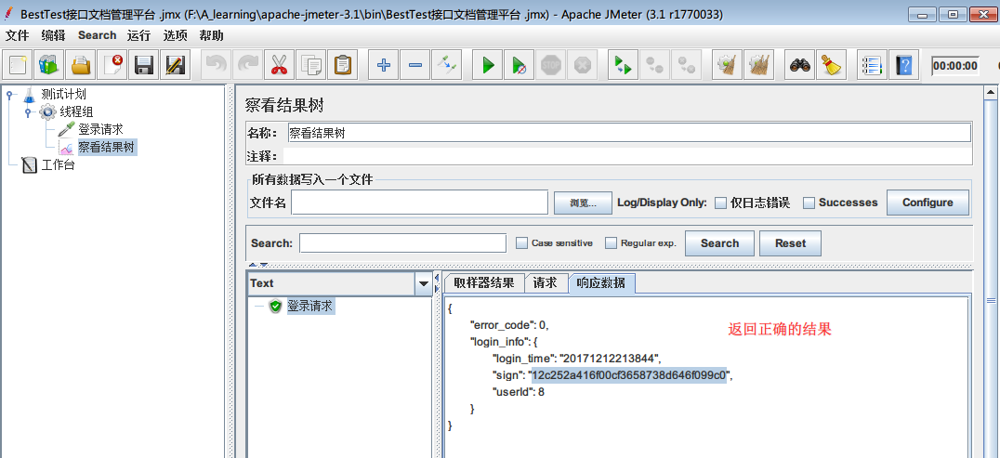 BestTest接口文档管理平台 .jmx (F:\A_learning\apache-jmeter-3.1\bin\BestTest接口文档管理平台 .jmx) - Apache JMeter (3.1 r1770033)
文件 编辑 Search 运行 选项 帮助
STOP
00:00:00
测试计划
线程组
登录请求
察看结果树
工作台
察看结果树
名称： 察看结果树
注释：
所有数据写入一个文件
文件名 浏览... Log/Display Only: 仅日志错误 Successes Configure
Search: Case sensitive Regular exp. Search Reset
Text
登录请求
取样器结果 请求 响应数据
{
"error_code": 0,
返回正确的结果
"login_info": {
"login_time": "20171212213844",
"sign": "12c252a416f00cf3658738d646f099c0",
"userId": 8
}
}